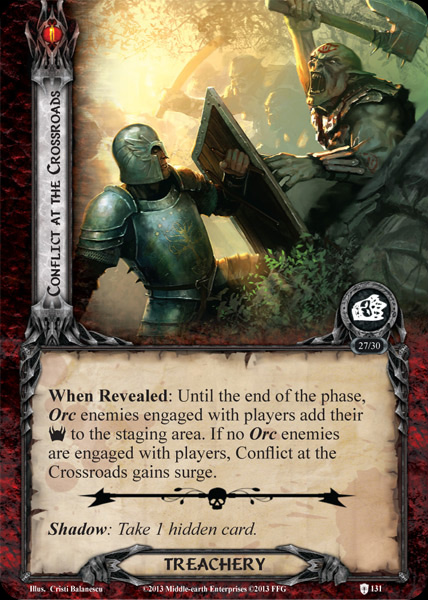 CONFLICT AT THE CROSSROADS
27/30
When Revealed: Until the end of the phase,
Orc enemies engaged with players add their
to the staging area. If no Orc enemies
are engaged with players, Conflict at the
Crossroads gains surge.
Shadow: Take 1 hidden card.
TREACHERY
Illus. Cristi Balanescu
©2013 Middle-earth Enterprises ©2013 FFG
131